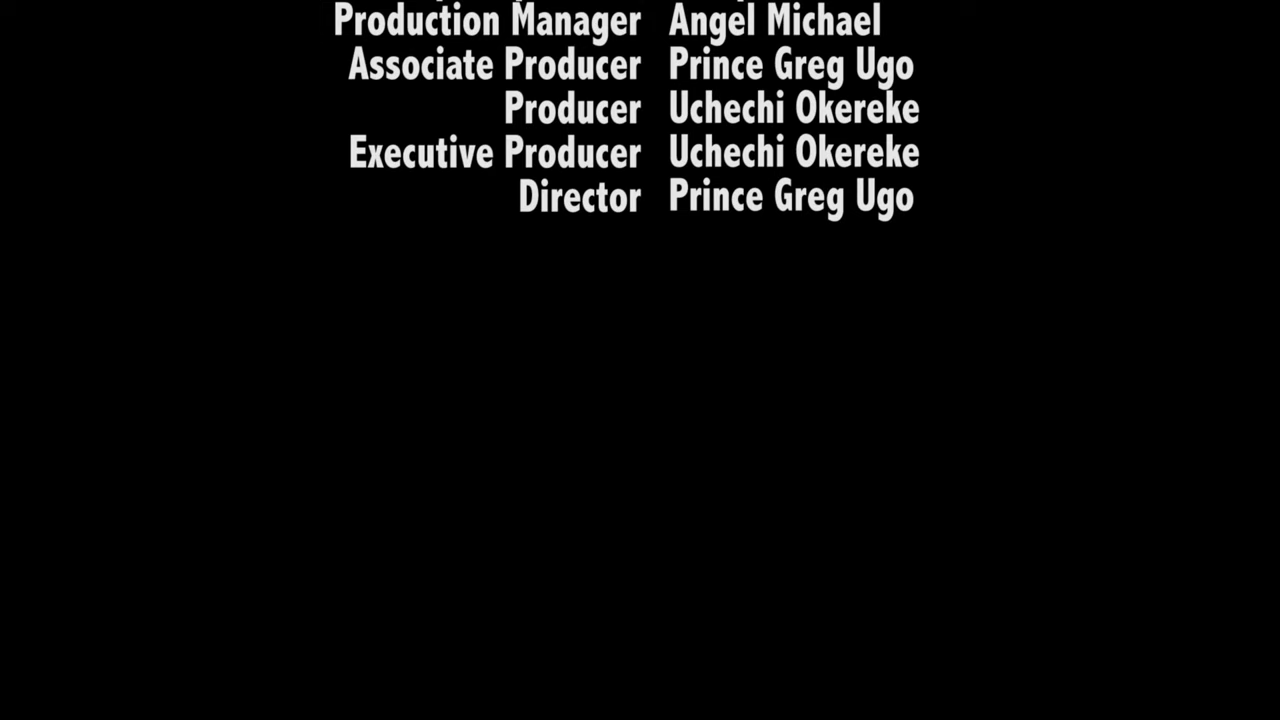 Production Manager Angel Michael
Associate Producer Prince Greg Ugo
Producer Uchechi Okereke
Executive Producer Uchechi Okereke
Director Prince Greg Ugo